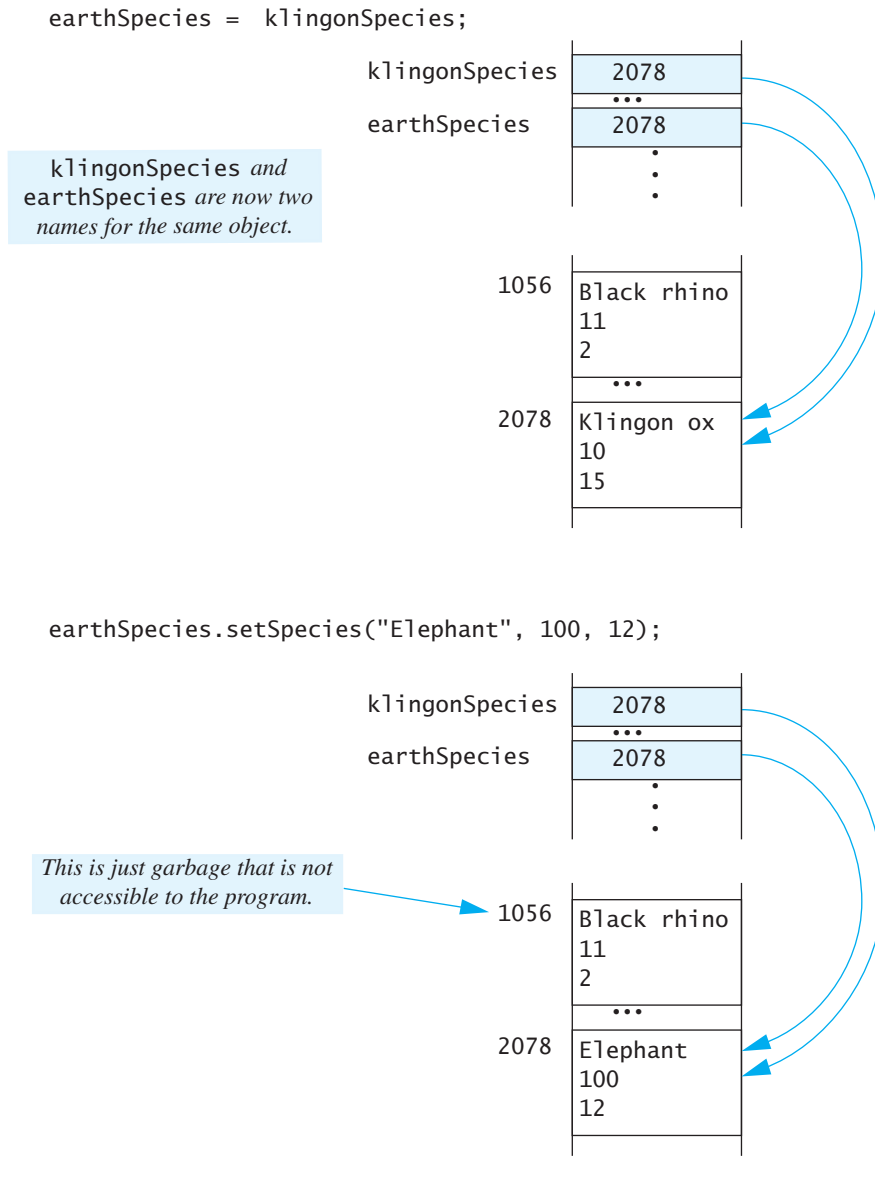 earthSpecies = klingonSpecies;
klingonSpecies 2078
...
earthSpecies 2078
klingonSpecies and
earthSpecies are now two
names for the same object.
1056 Black rhino
11
2
...
2078 Klingon ox
10
15
earthSpecies.setSpecies("Elephant", 100, 12);
klingonSpecies 2078
...
earthSpecies 2078
This is just garbage that is not
accessible to the program.
1056 Black rhino
11
2
...
2078 Elephant
100
12